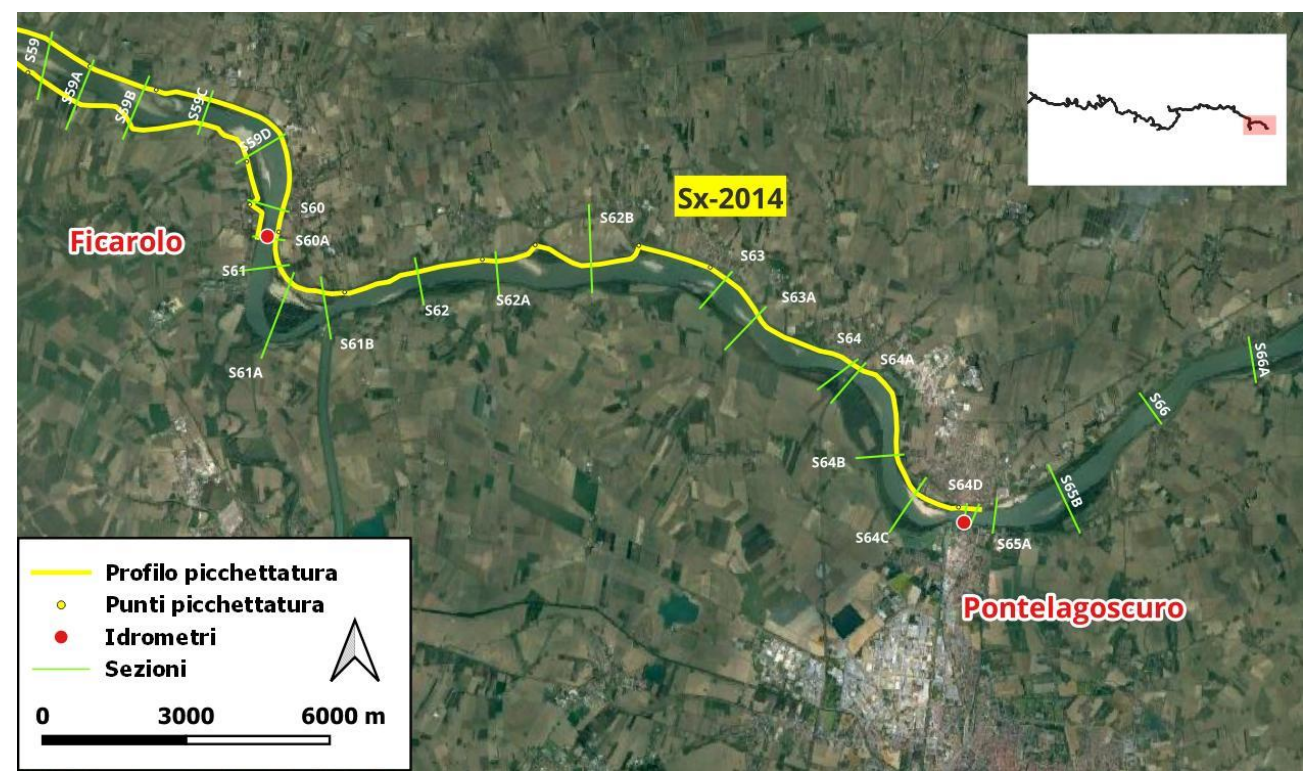 S59
S59A
S59B
S59C
S59D
S60
S60A
Ficarolo
S61
S61A
S61B
S62
S62A
S62B
Sx-2014
S63
S63A
S64
S64A
S64B
S64C
S64D
S65A
S65B
S66
S66A
Pontelagoscuro
Profilo picchettatura
Punti picchettatura
Idrometri
Sezioni
0 3000 6000 m